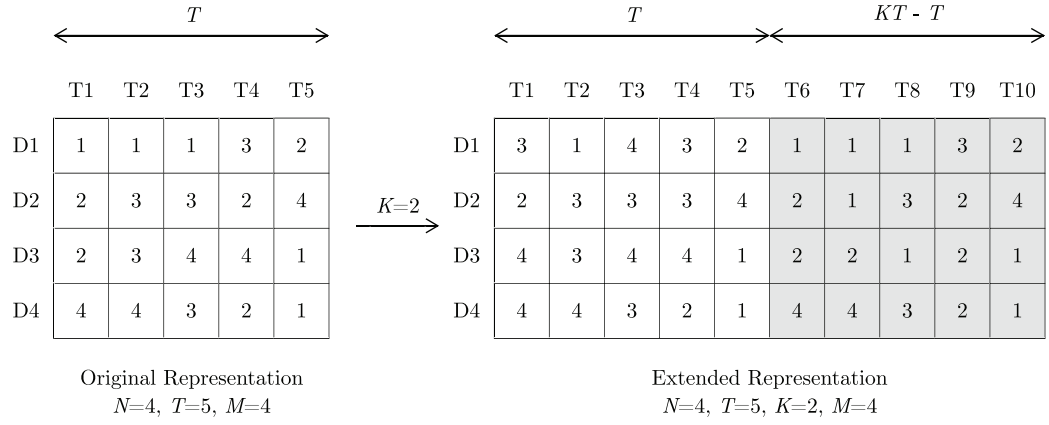 T T KT - T
T1 T2 T3 T4 T5 T1 T2 T3 T4 T5 T6 T7 T8 T9 T10
D1 1 1 1 3 2 D1 3 1 4 3 2 1 1 1 3 2
D2 2 3 3 2 4 K=2 D2 2 3 3 3 4 2 1 3 2 4
D3 2 3 4 4 1 D3 4 3 4 4 1 2 2 1 2 1
D4 4 4 3 2 1 D4 4 4 3 2 1 4 4 3 2 1
Original Representation Extended Representation
N=4, T=5, M=4 N=4, T=5, K=2, M=4